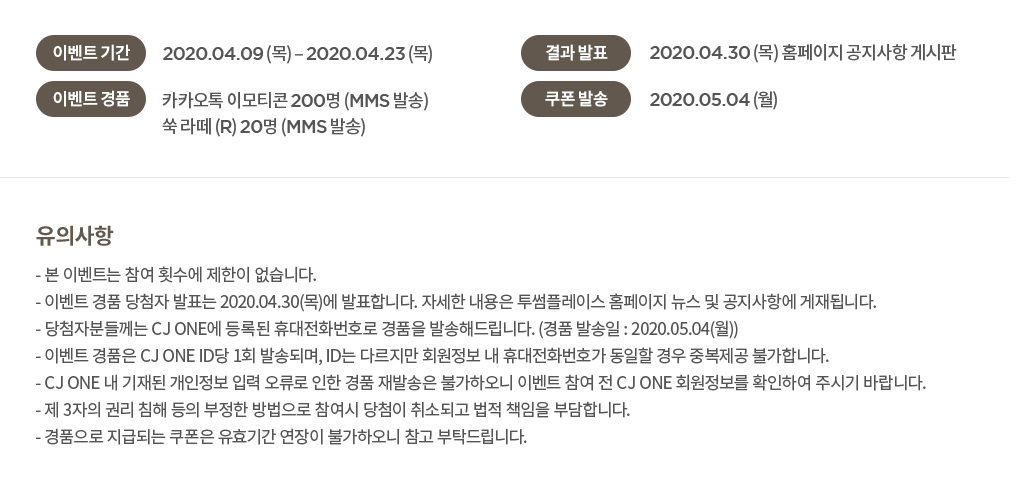 이벤트 기간
2020.04.09 (목) – 2020.04.23 (목)
결과 발표
2020.04.30 (목) 홈페이지 공지사항 게시판
이벤트 경품
카카오톡 이모티콘 200명 (MMS 발송)
쑥 라떼 (R) 20명 (MMS 발송)
쿠폰 발송
2020.05.04 (월)
유의사항
- 본 이벤트는 참여 횟수에 제한이 없습니다.
- 이벤트 경품 당첨자 발표는 2020.04.30(목)에 발표합니다. 자세한 내용은 투썸플레이스 홈페이지 뉴스 및 공지사항에 게재됩니다.
- 당첨자분들께는 CJ ONE에 등록된 휴대전화번호로 경품을 발송해드립니다. (경품 발송일 : 2020.05.04(월))
- 이벤트 경품은 CJ ONE ID당 1회 발송되며, ID는 다르지만 회원정보 내 휴대전화번호가 동일할 경우 중복제공 불가합니다.
- CJ ONE 내 기재된 개인정보 입력 오류로 인한 경품 재발송은 불가하오니 이벤트 참여 전 CJ ONE 회원정보를 확인하여 주시기 바랍니다.
- 제 3자의 권리 침해 등의 부정한 방법으로 참여시 당첨이 취소되고 법적 책임을 부담합니다.
- 경품으로 지급되는 쿠폰은 유효기간 연장이 불가하오니 참고 부탁드립니다.